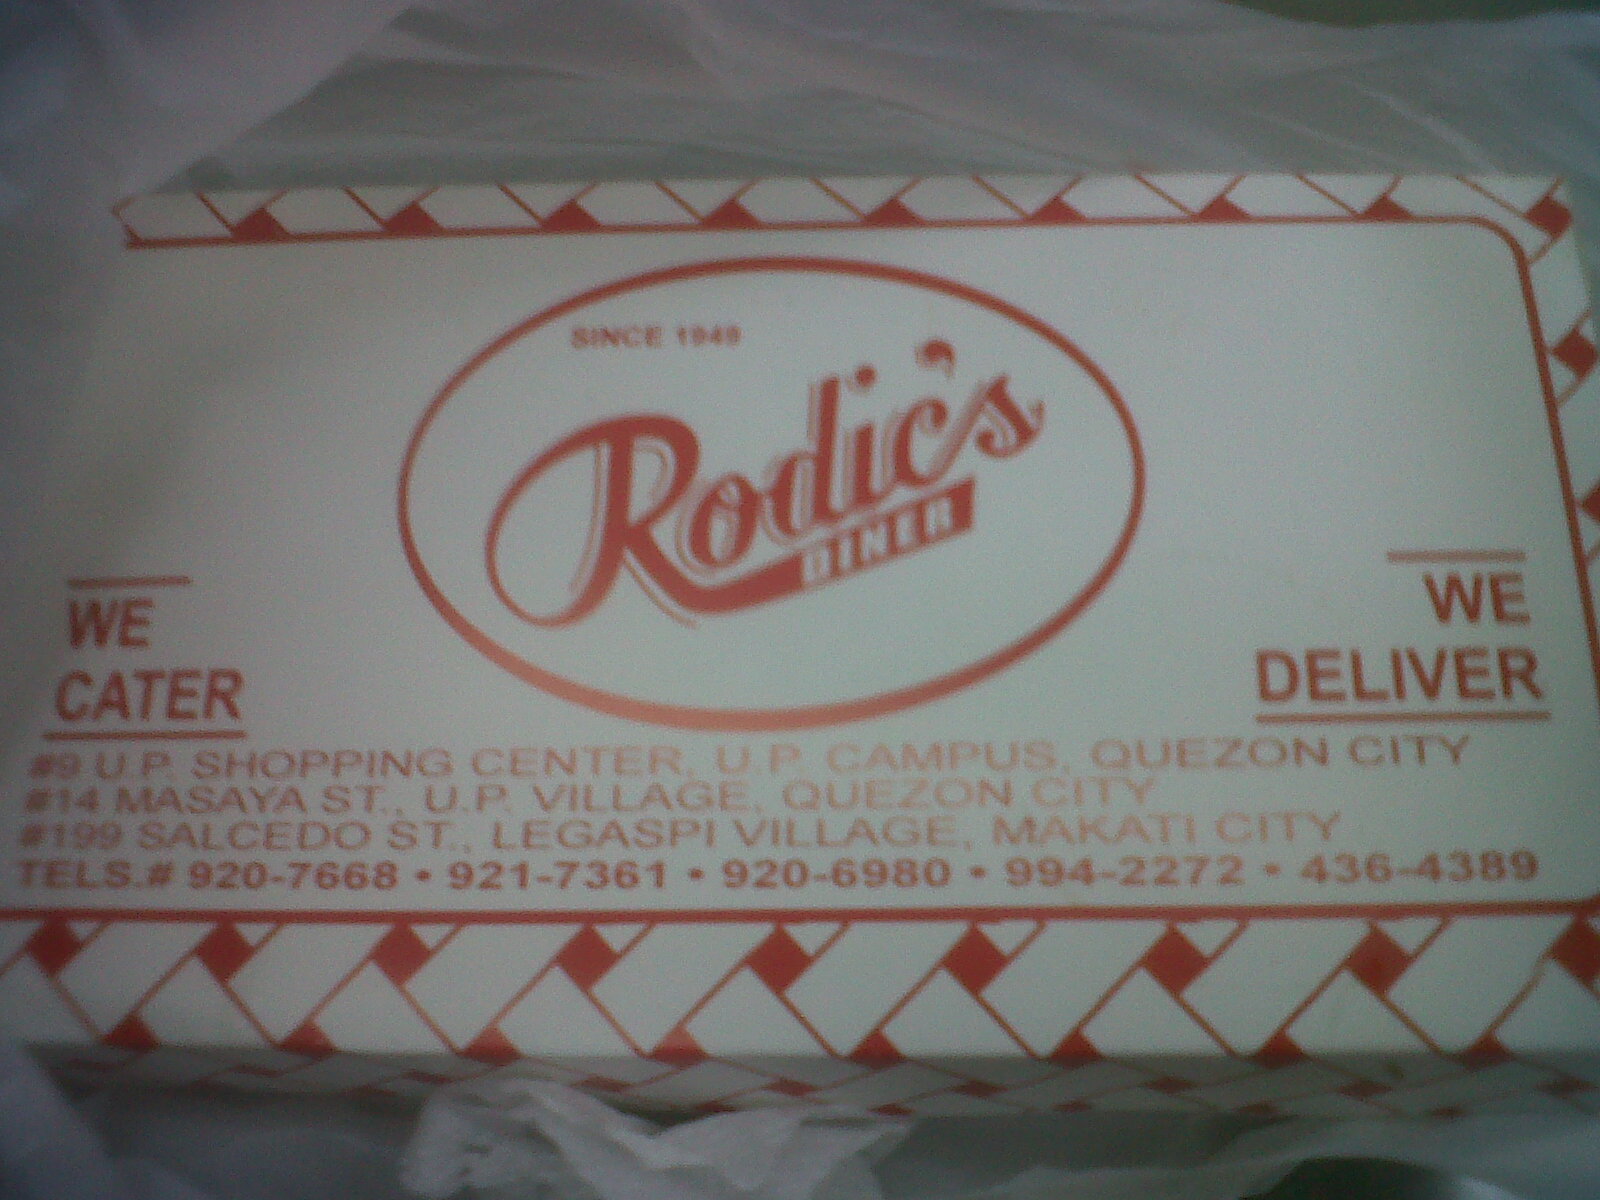 SINCE 1949
Rodic's
DINER
WE
CATER
WE
DELIVER
#9 U.P. SHOPPING CENTER, U.P. CAMPUS, QUEZON CITY
#14 MASAYA ST., U.P. VILLAGE, QUEZON CITY
#199 SALCEDO ST., LEGASPI VILLAGE, MAKATI CITY
TELS.# 920-7668 • 921-7361 • 920-6980 • 994-2272 • 436-4389